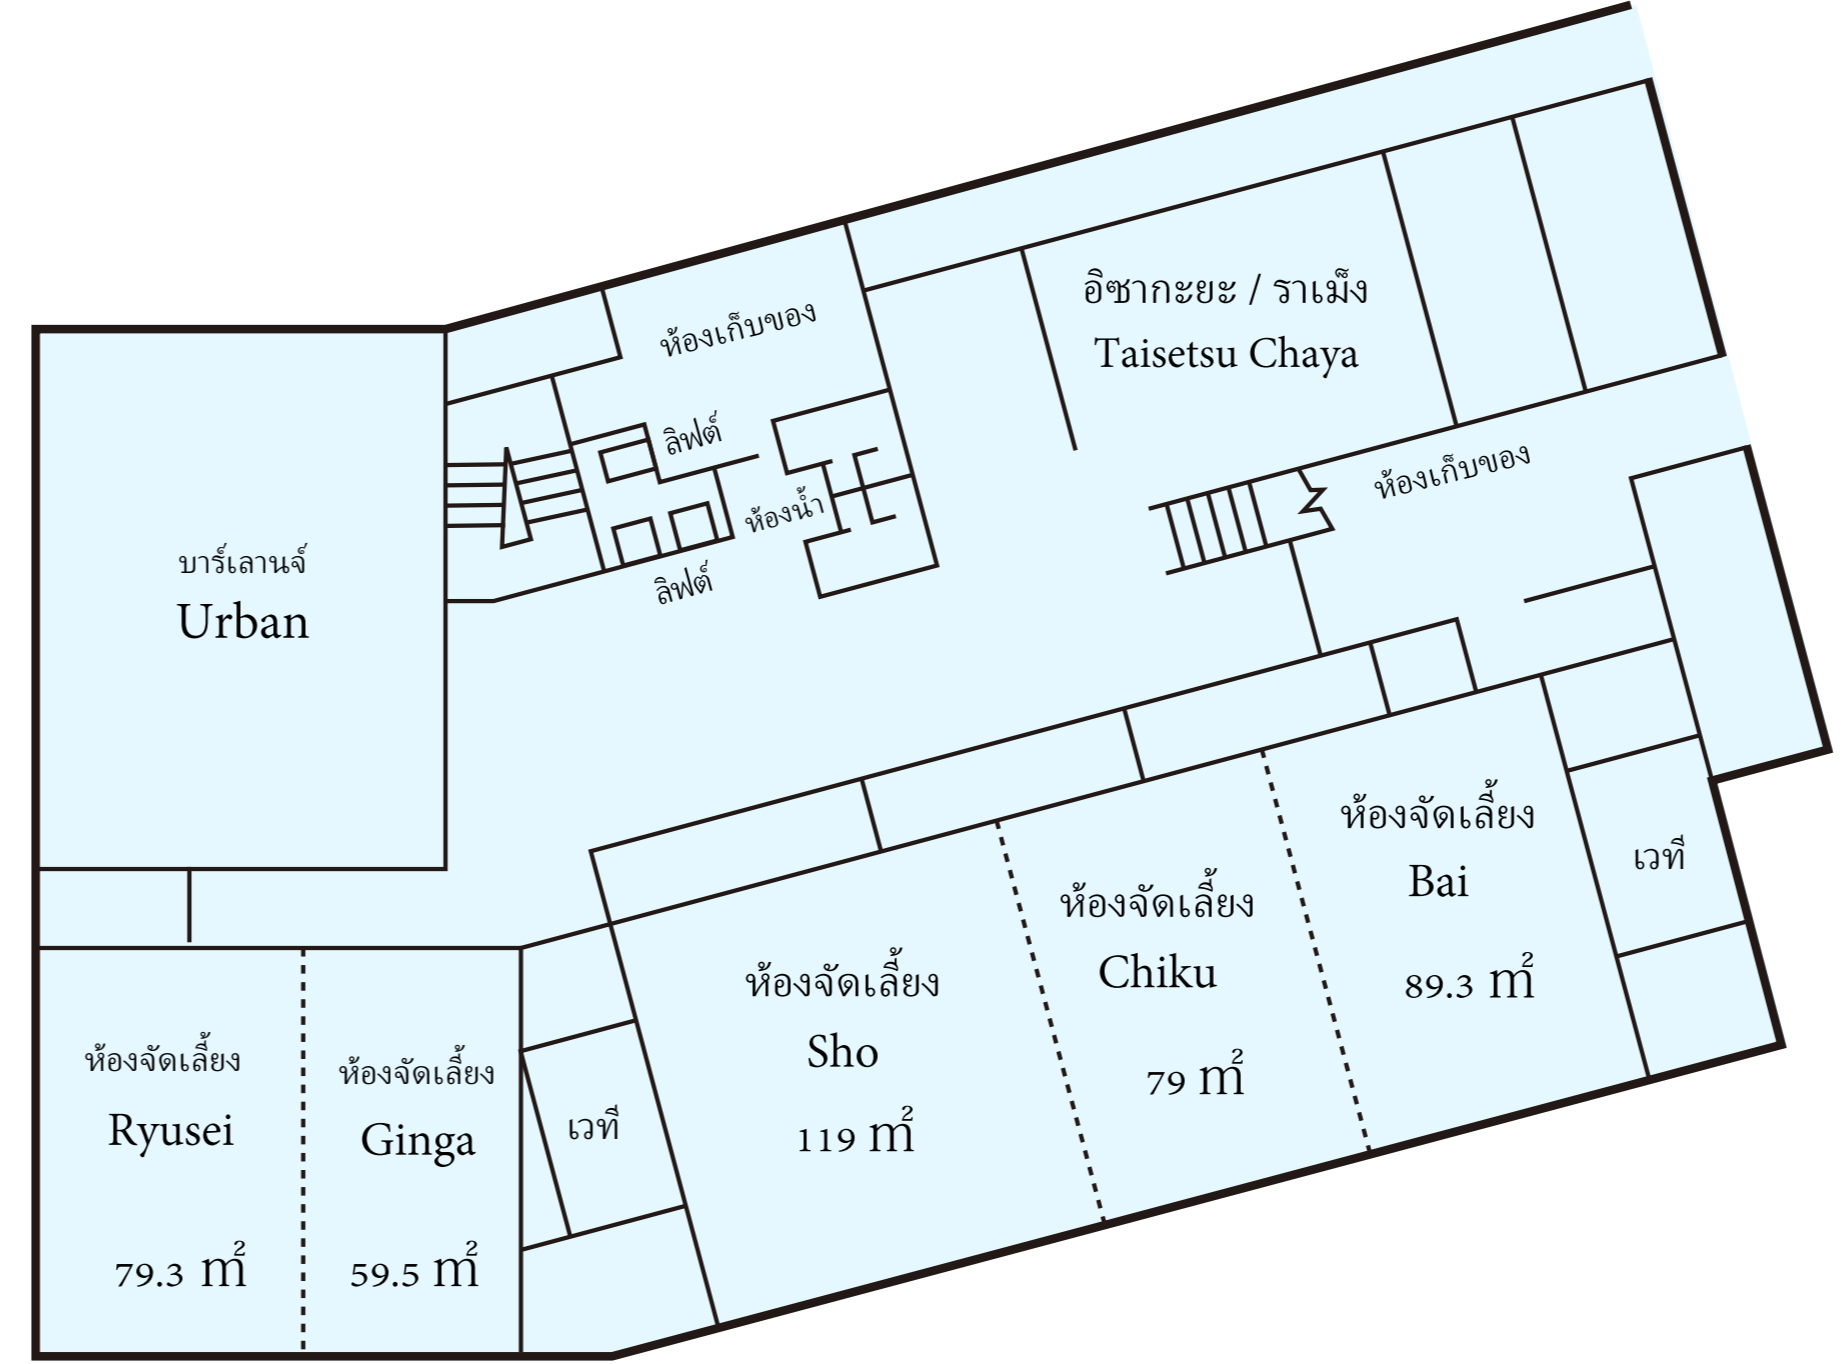 อิซากะยะ / ราเม็ง
Taisetsu Chaya
ห้องเก็บของ
ลิฟต์
ห้องเก็บของ
ห้องน้ำ
ลิฟต์
บาร์เลานจ์
Urban
ห้องจัดเลี้ยง
Bai
89.3 ㎡
เวที
ห้องจัดเลี้ยง
Chiku
79 ㎡
ห้องจัดเลี้ยง
Sho
119 ㎡
ห้องจัดเลี้ยง
Ryusei
79.3 ㎡
ห้องจัดเลี้ยง
Ginga
59.5 ㎡
เวที